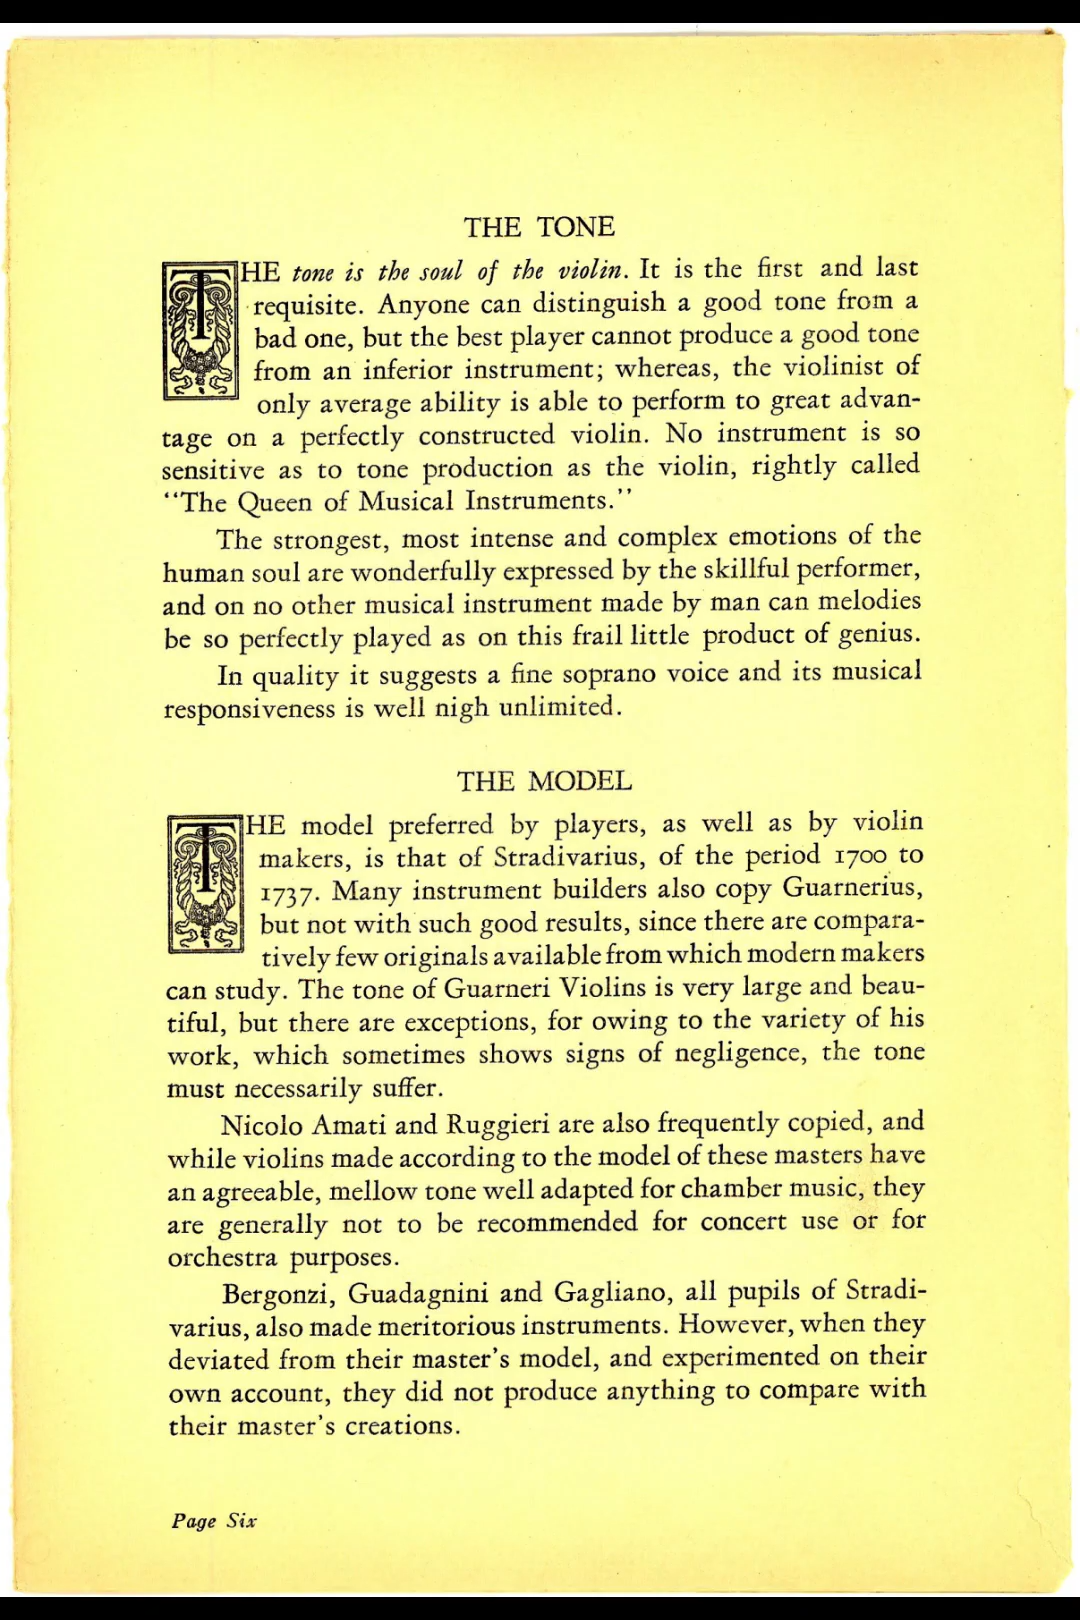 THE TONE
THE tone is the soul of the violin. It is the first and last
requisite. Anyone can distinguish a good tone from a
bad one, but the best player cannot produce a good tone
from an inferior instrument; whereas, the violinist of
only average ability is able to perform to great advan-
tage on a perfectly constructed violin. No instrument is so
sensitive as to tone production as the violin, rightly called
"The Queen of Musical Instruments."
The strongest, most intense and complex emotions of the
human soul are wonderfully expressed by the skillful performer,
and on no other musical instrument made by man can melodies
be so perfectly played as on this frail little product of genius.
In quality it suggests a fine soprano voice and its musical
responsiveness is well nigh unlimited.
THE MODEL
THE model preferred by players, as well as by violin
makers, is that of Stradivarius, of the period 1700 to
1737. Many instrument builders also copy Guarnerius,
but not with such good results, since there are compara-
tively few originals available from which modern makers
can study. The tone of Guarneri Violins is very large and beau-
tiful, but there are exceptions, for owing to the variety of his
work, which sometimes shows signs of negligence, the tone
must necessarily suffer.
Nicolo Amati and Ruggieri are also frequently copied, and
while violins made according to the model of these masters have
an agreeable, mellow tone well adapted for chamber music, they
are generally not to be recommended for concert use or for
orchestra purposes.
Bergonzi, Guadagnini and Gagliano, all pupils of Stradi-
varius, also made meritorious instruments. However, when they
deviated from their master's model, and experimented on their
own account, they did not produce anything to compare with
their master's creations.
Page Six